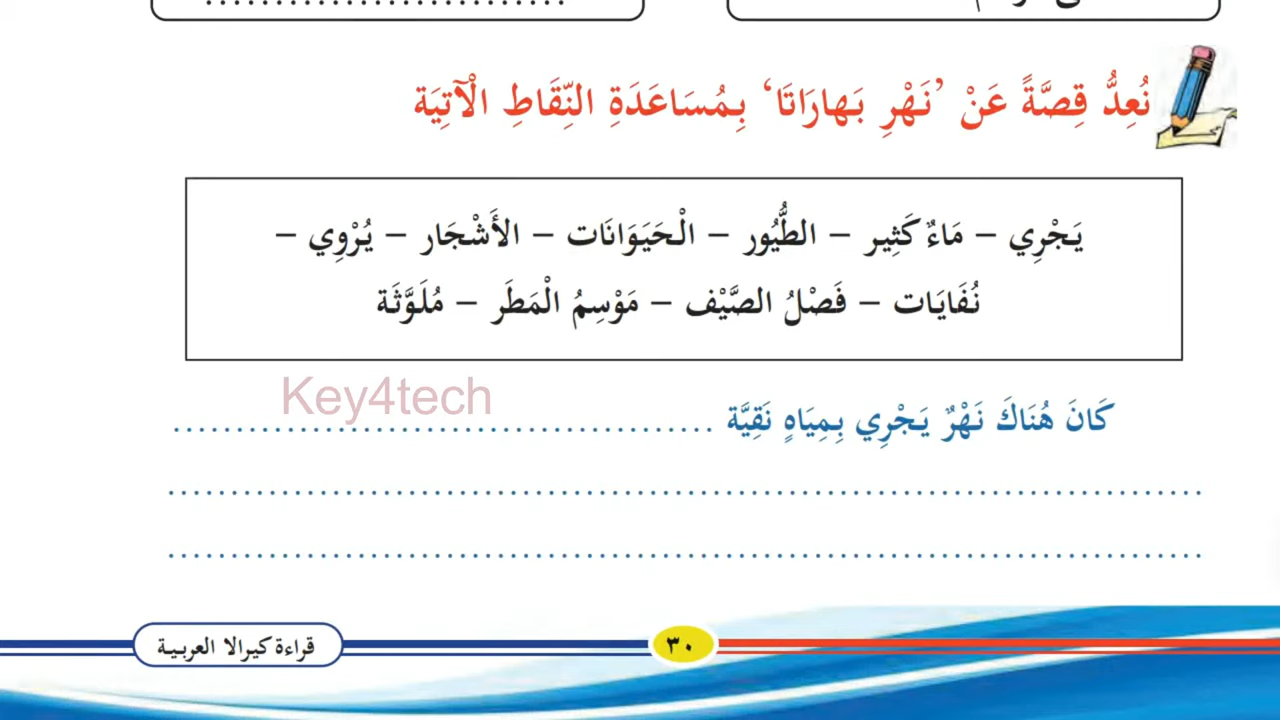 نُعِدُّ قِصَّةً عَنْ ’نَهْرِ بَهارَاتَا‘ بِمُسَاعَدَةِ النِّقَاطِ الْآتِيَة
يَجْرِي – مَاءٌ كَثِير – الطُّيُور – الْحَيَوَانَات – الأَشْجَار – يُرْوِي –
نُفَايَات – فَصْلُ الصَّيْف – مَوْسِمُ الْمَطَر – مُلَوَّثَة
Key4tech
كَانَ هُنَاكَ نَهْرٌ يَجْرِي بِمِيَاهٍ نَقِيَّة ..........................................
................................................................................
................................................................................
٣٠
قراءة كيرالا العربية